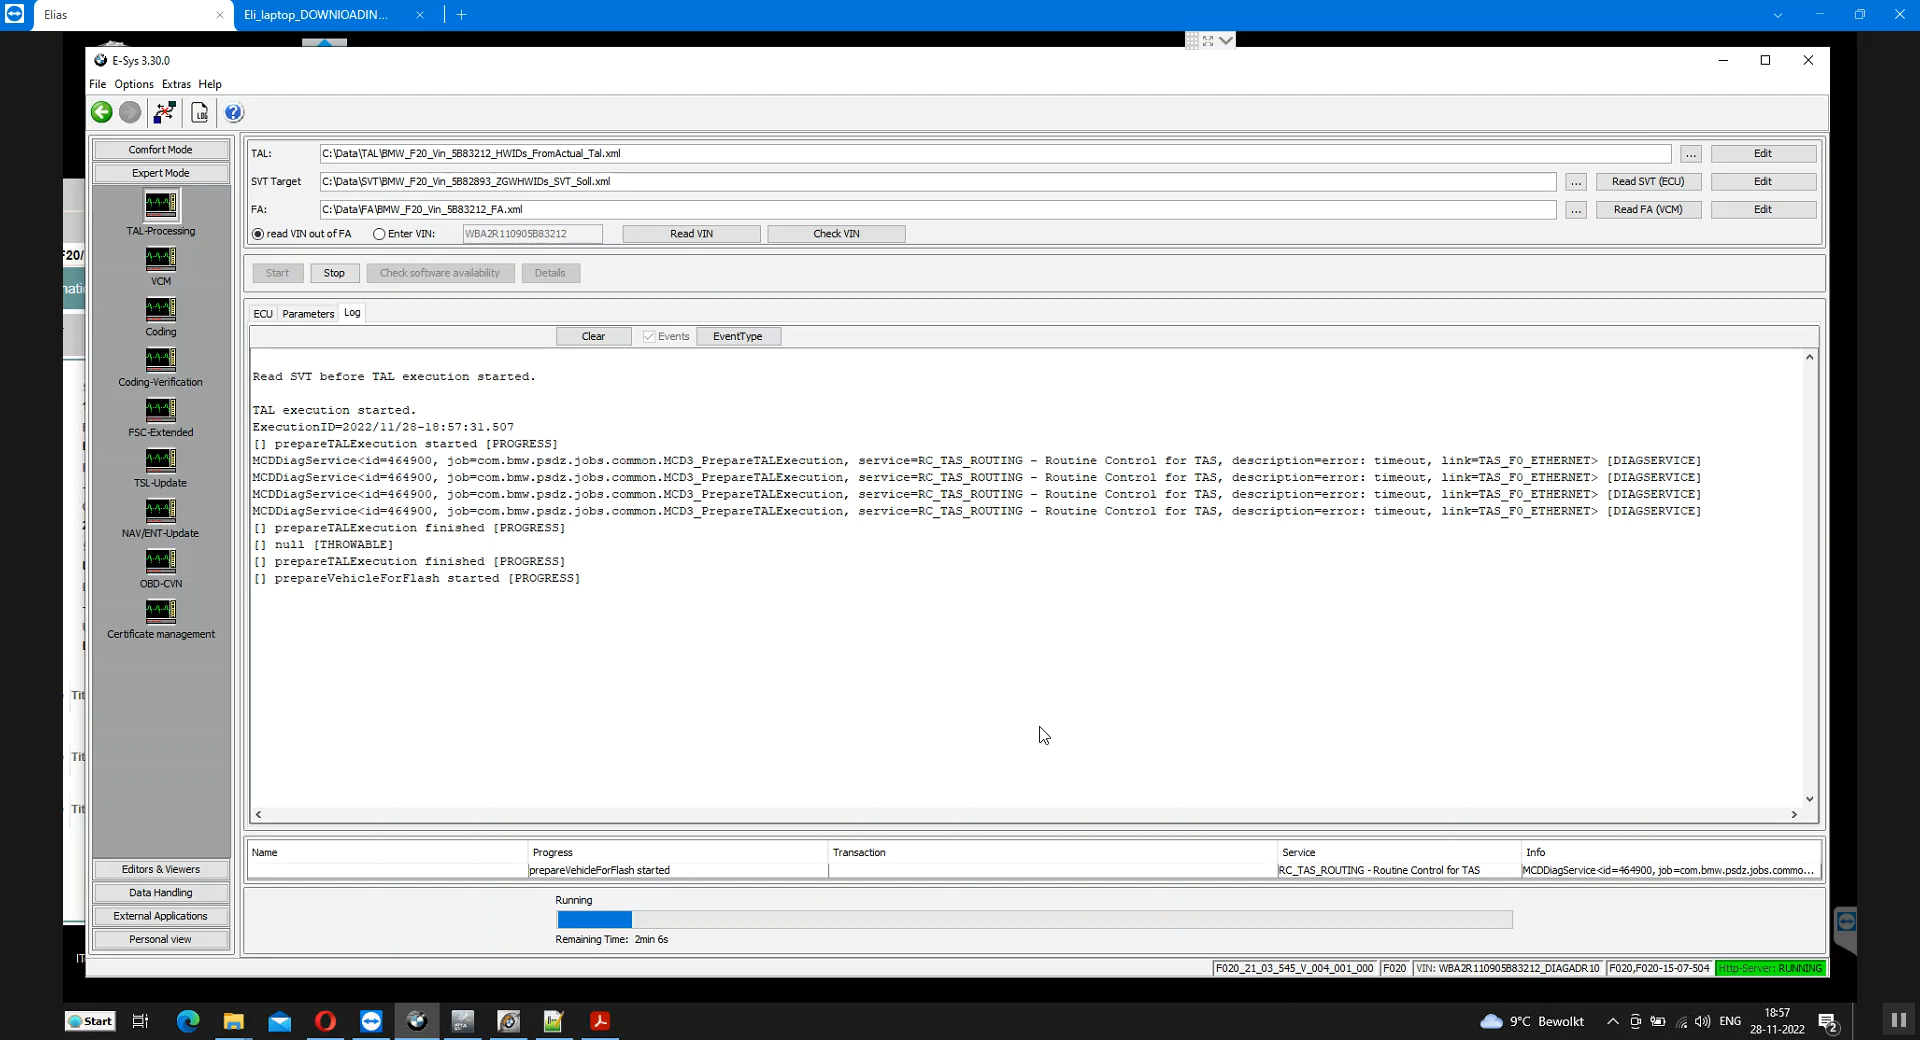 Elias
Eli_laptop_DOWNlOADIN...
E-Sys 3.30.0
File Options Extras Help
LOG
Comfort Mode
Expert Mode
TAL-Processing
VCM
Coding
Coding-Verification
FSC-Extended
TSL-Update
NAV/ENT-Update
OBD-CVN
Certificate management
Editors & Viewers
Data Handling
External Applications
Personal view
TAL: C:\Data\TAL\BMW_F20_Vin_5B83212_HWIDs_FromActual_Tal.xml ... Edit
SVT Target C:\Data\SVT\BMW_F20_Vin_5B82893_ZGWHWIDs_SVT_Soll.xml ... Read SVT (ECU) Edit
FA: C:\Data\FA\BMW_F20_Vin_5B83212_FA.xml ... Read FA (VCM) Edit
read VIN out of FA Enter VIN: WBA2R110905B83212 Read VIN Check VIN
Start Stop Check software availability Details
ECU Parameters Log
Clear Events EventType
Read SVT before TAL execution started.
TAL execution started.
ExecutionID=2022/11/28-18:57:31.507
[] prepareTALExecution started [PROGRESS]
MCDDiagService<id=464900, job=com.bmw.psdz.jobs.common.MCD3_PrepareTALExecution, service=RC_TAS_ROUTING - Routine Control for TAS, description=error: timeout, link=TAS_F0_ETHERNET> [DIAGSERVICE]
MCDDiagService<id=464900, job=com.bmw.psdz.jobs.common.MCD3_PrepareTALExecution, service=RC_TAS_ROUTING - Routine Control for TAS, description=error: timeout, link=TAS_F0_ETHERNET> [DIAGSERVICE]
MCDDiagService<id=464900, job=com.bmw.psdz.jobs.common.MCD3_PrepareTALExecution, service=RC_TAS_ROUTING - Routine Control for TAS, description=error: timeout, link=TAS_F0_ETHERNET> [DIAGSERVICE]
MCDDiagService<id=464900, job=com.bmw.psdz.jobs.common.MCD3_PrepareTALExecution, service=RC_TAS_ROUTING - Routine Control for TAS, description=error: timeout, link=TAS_F0_ETHERNET> [DIAGSERVICE]
[] prepareTALExecution finished [PROGRESS]
[] null [THROWABLE]
[] prepareTALExecution finished [PROGRESS]
[] prepareVehicleForFlash started [PROGRESS]
Name Progress Transaction Service Info
prepareVehicleForFlash started RC_TAS_ROUTING - Routine Control for TAS MCDDiagService<id=464900, job=com.bmw.psdz.jobs.commo...
Running
Remaining Time: 2min 6s
F020_21_03_545_V_004_001_000 F020 VIN: WBA2R110905B83212_DIAGADR10 F020,F020-15-07-504 Http-Server: RUNNING
F20/
Tit
Tit
Tit
Start 9°C Bewolkt ENG 18:57
28-11-2022 2